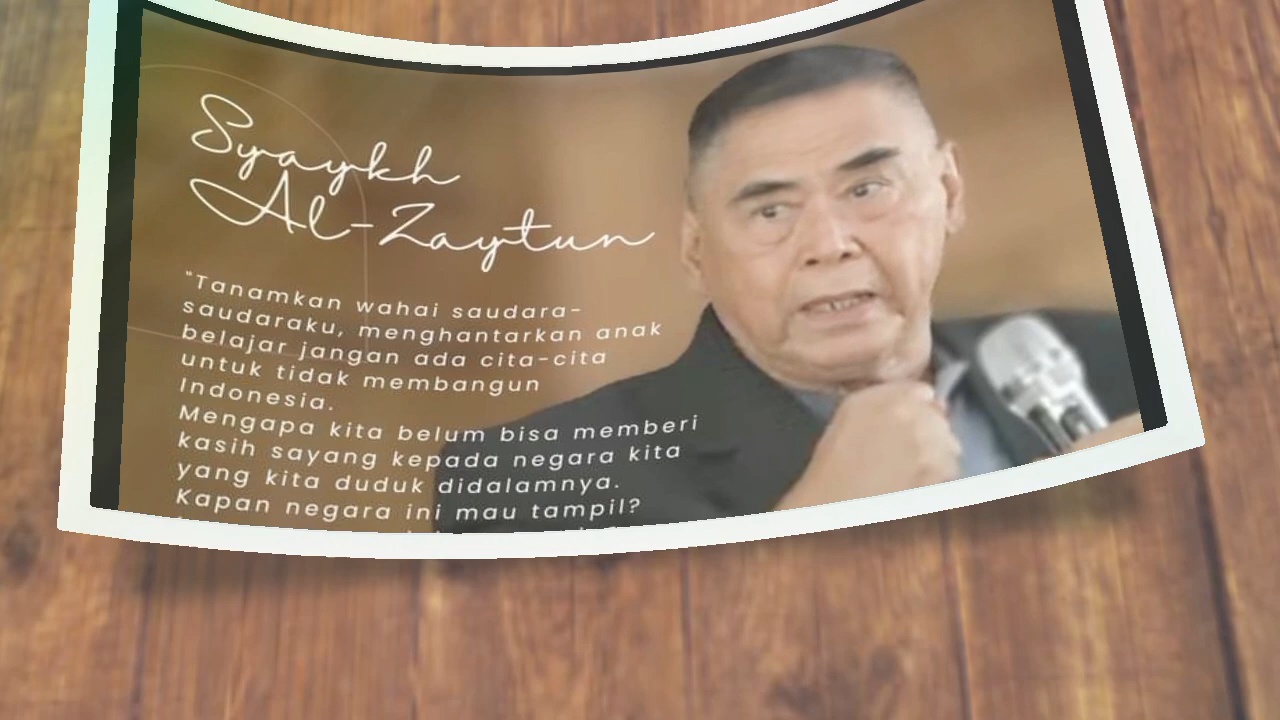 Syaykh
Al-Zaytun
"Tanamkan wahai saudara-
saudaraku, menghantarkan anak
belajar jangan ada cita-cita
untuk tidak membangun
Indonesia.
Mengapa kita belum bisa memberi
kasih sayang kepada negara kita
yang kita duduk didalamnya.
Kapan negara ini mau tampil?